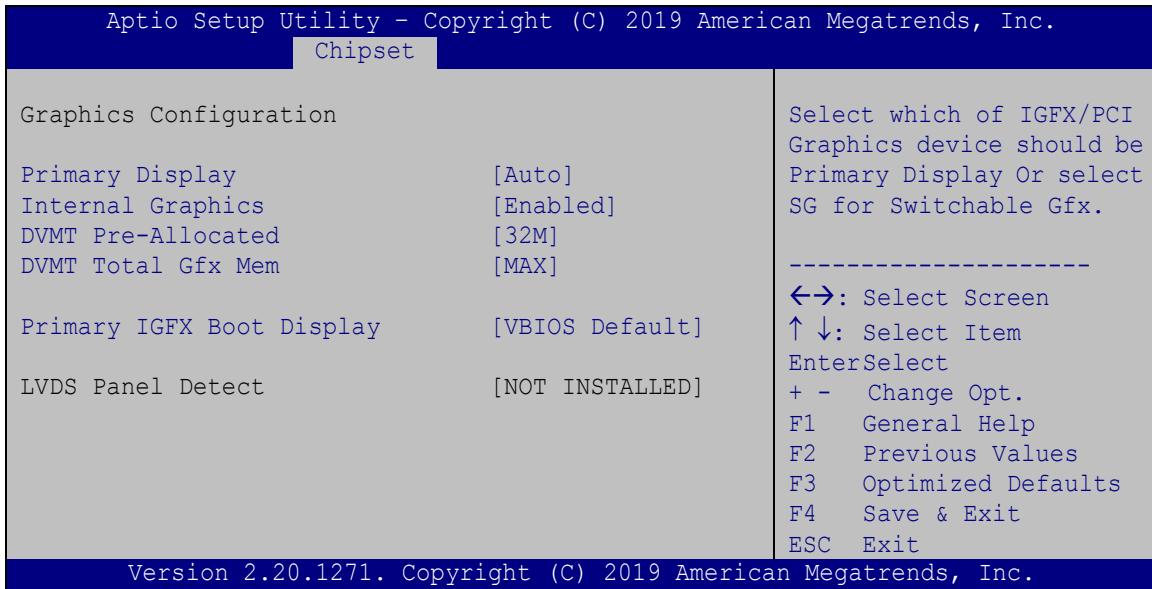 Aptio Setup Utility – Copyright (C) 2019 American Megatrends, Inc.
Chipset
Graphics Configuration
Primary Display [Auto]
Internal Graphics [Enabled]
DVMT Pre-Allocated [32M]
DVMT Total Gfx Mem [MAX]
Primary IGFX Boot Display [VBIOS Default]
LVDS Panel Detect [NOT INSTALLED]
Select which of IGFX/PCI
Graphics device should be
Primary Display Or select
SG for Switchable Gfx.
---------------------
←→: Select Screen
↑ ↓: Select Item
EnterSelect
+ - Change Opt.
F1 General Help
F2 Previous Values
F3 Optimized Defaults
F4 Save & Exit
ESC Exit
Version 2.20.1271. Copyright (C) 2019 American Megatrends, Inc.